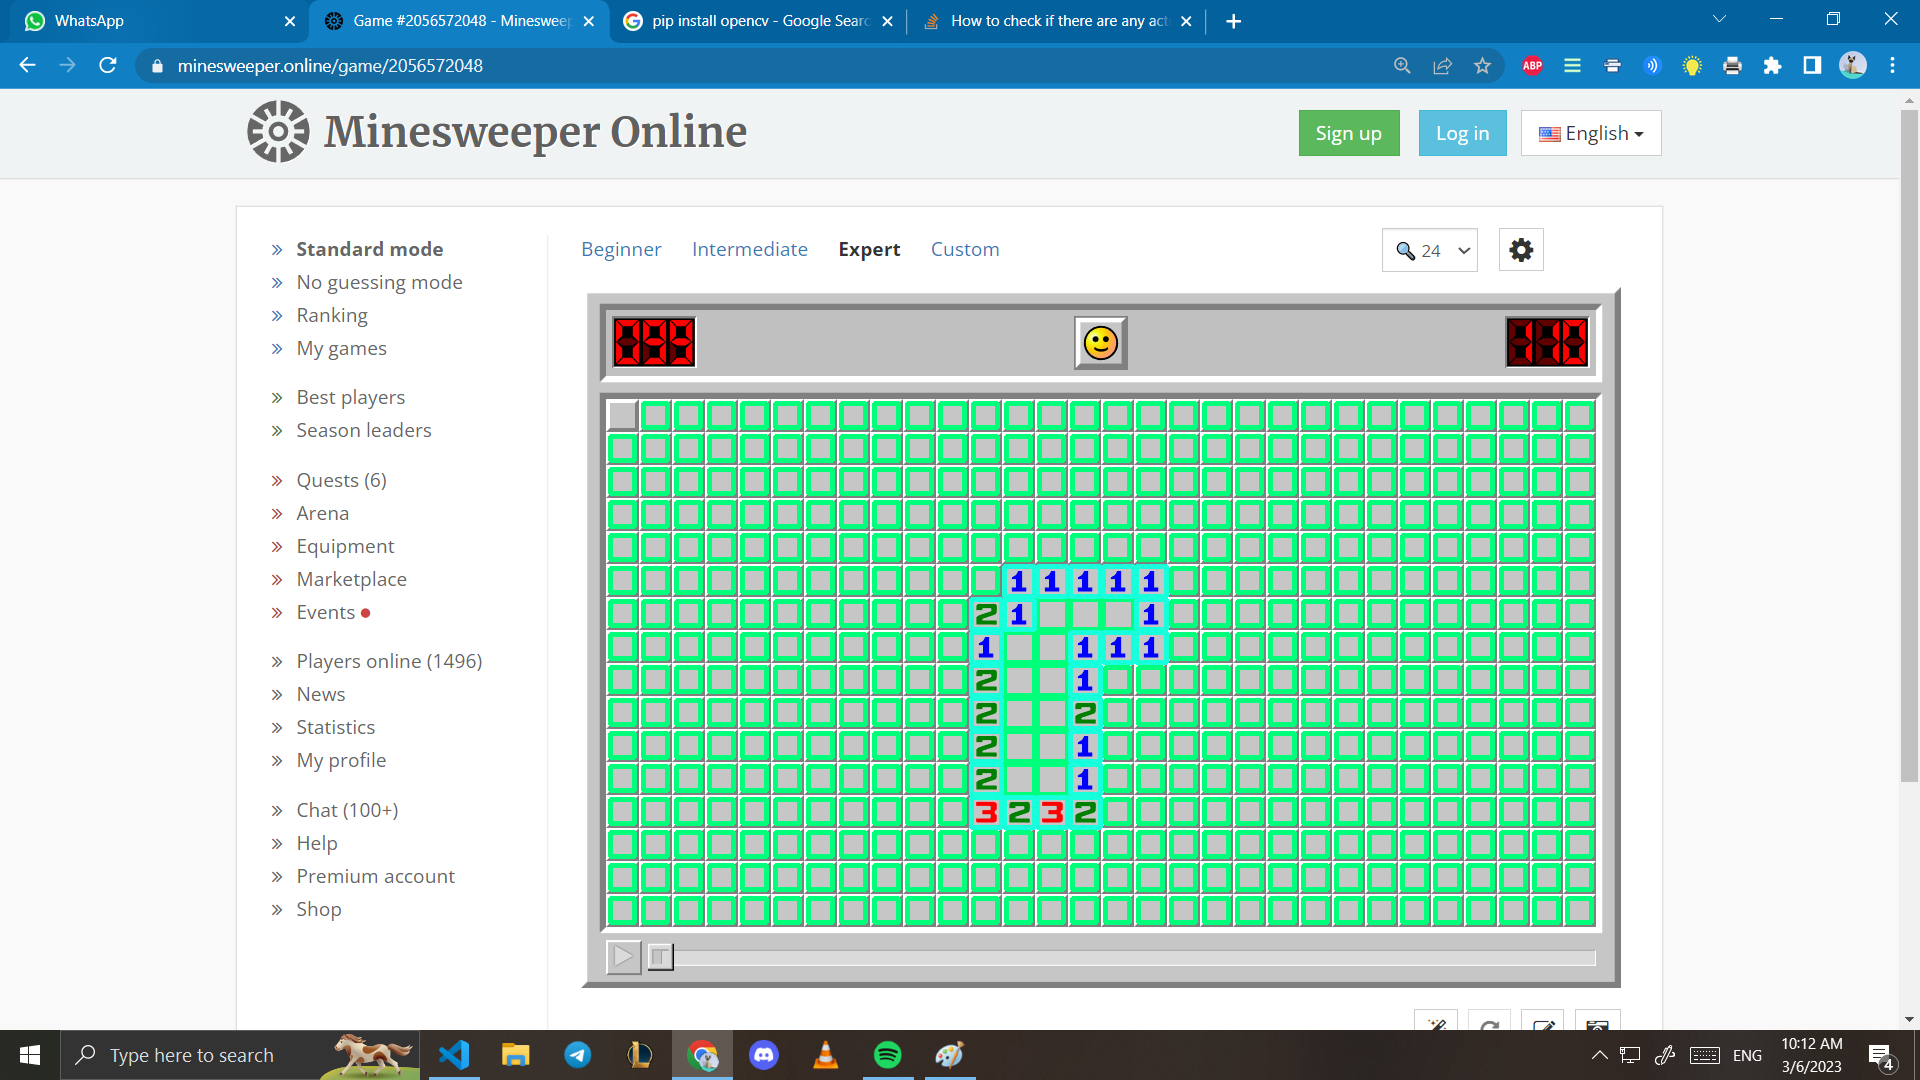 WhatsApp
Game #2056572048 - Minesweep
pip install opencv - Google Searc
How to check if there are any act
minesweeper.online/game/2056572048
ABP
Minesweeper Online
Sign up
Log in
English
» Standard mode
» No guessing mode
» Ranking
» My games
» Best players
» Season leaders
» Quests (6)
» Arena
» Equipment
» Marketplace
» Events
» Players online (1496)
» News
» Statistics
» My profile
» Chat (100+)
» Help
» Premium account
» Shop
Beginner Intermediate Expert Custom
24
1 1 1 1 1
2 1 1
1 1 1 1
2 1
2 2
2 1
2 1
3 2 3 2
Type here to search
ENG
10:12 AM
3/6/2023
4